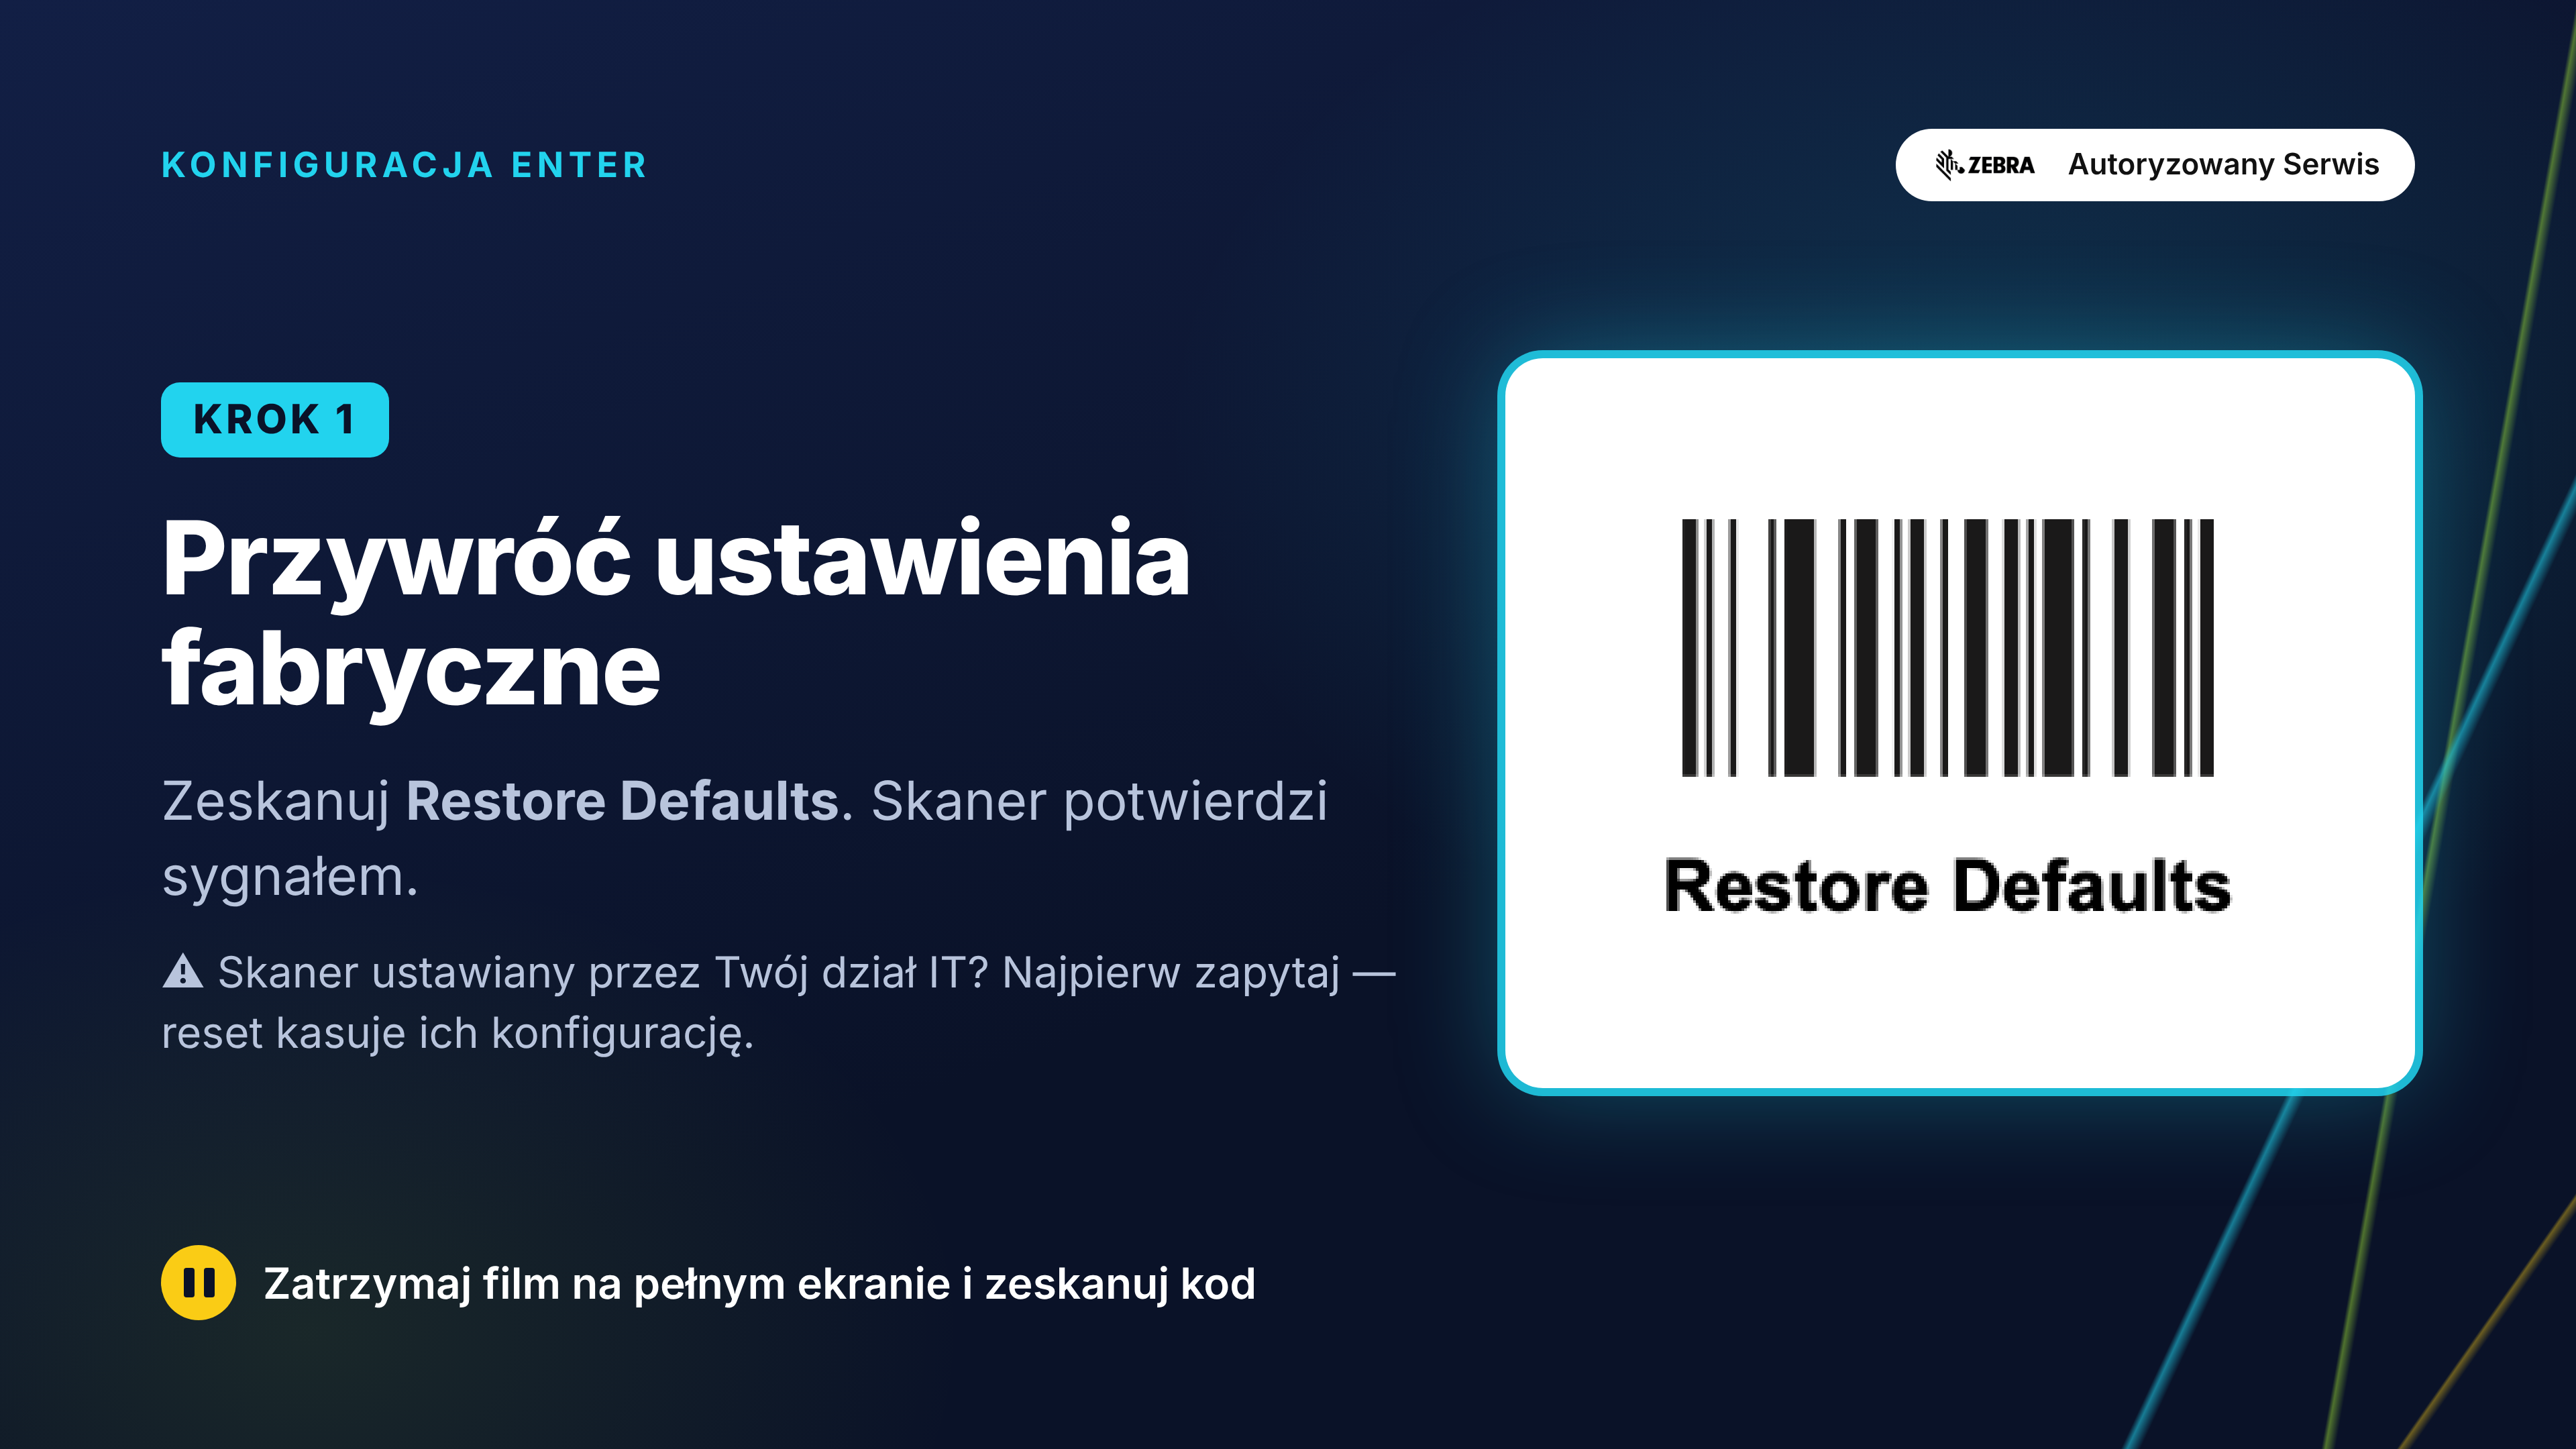 KONFIGURACJA ENTER
ZEBRA Autoryzowany Serwis
KROK 1
Przywróć ustawienia
fabryczne
Zeskanuj Restore Defaults. Skaner potwierdzi
sygnałem.
⚠ Skaner ustawiany przez Twój dział IT? Najpierw zapytaj —
reset kasuje ich konfigurację.
Restore Defaults
Zatrzymaj film na pełnym ekranie i zeskanuj kod